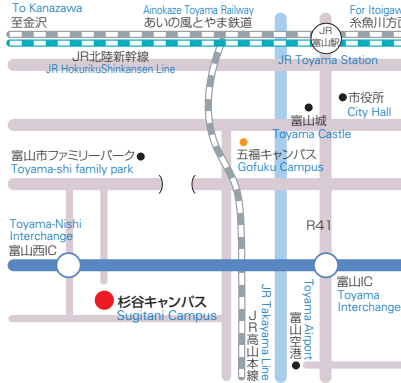 To Kanazawa
至金沢
Ainokaze Toyama Railway
あいの風とやま鉄道
For Itoigaw
糸魚川方面
JR
富山駅
JR北陸新幹線
JR HokurikuShinkansen Line
JR Toyama Station
市役所
City Hall
富山城
Toyama Castle
五福キャンパス
Gofuku Campus
富山市ファミリーパーク
Toyama-shi family park
Toyama-Nishi
Interchange
富山西IC
R41
富山IC
Toyama
Interchange
杉谷キャンパス
Sugitani Campus
JR高山本線
JR Takayama Line
富山空港
Toyama Airport